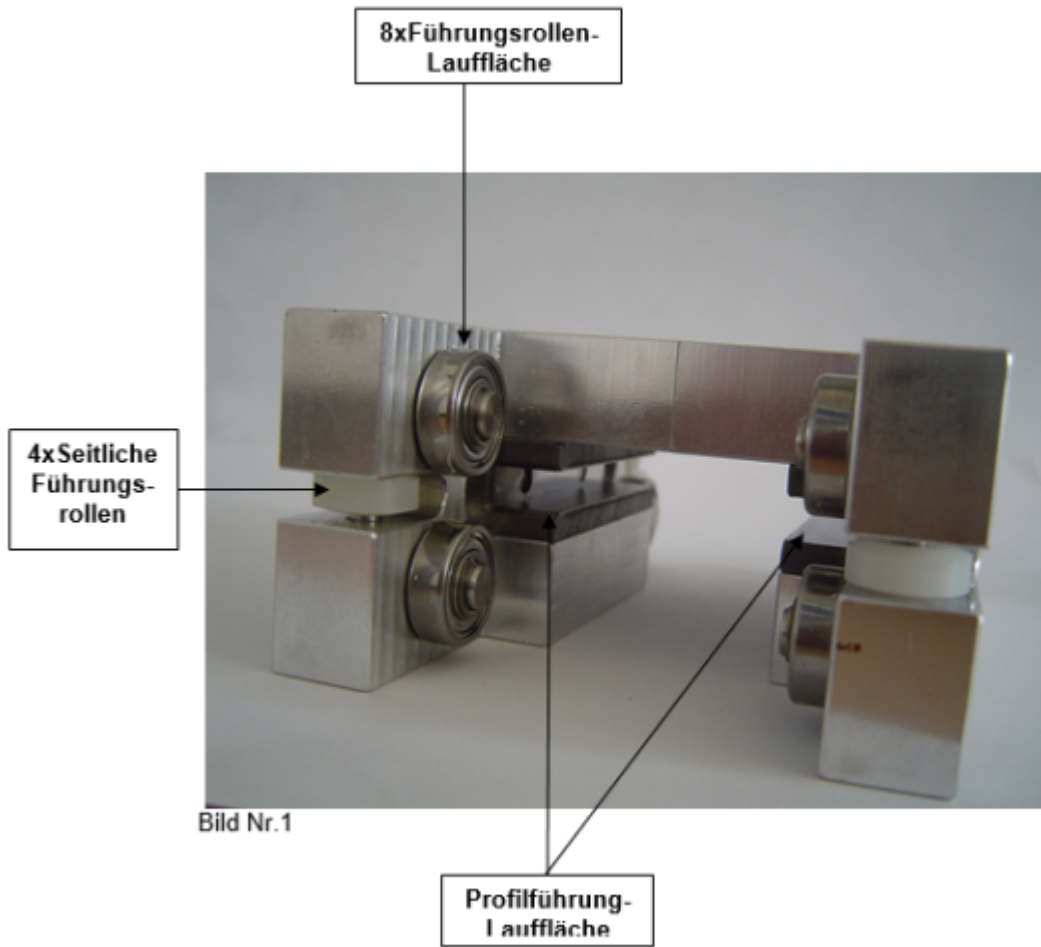 8xFührungsrollen-
Lauffläche
4xSeitliche
Führungs-
rollen
Bild Nr.1
Profilführung-
Lauffläche